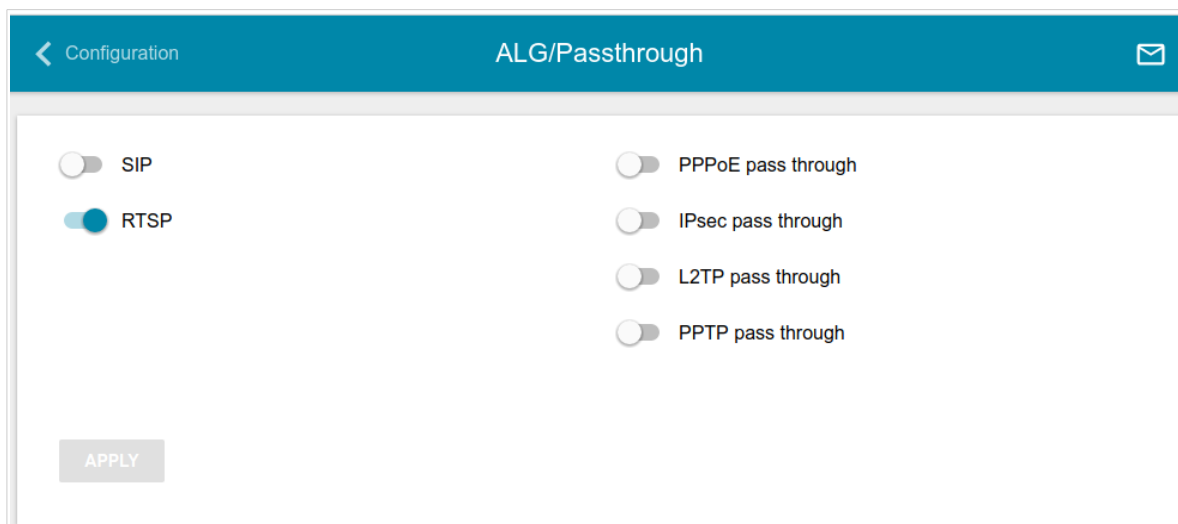 Configuration
ALG/Passthrough
SIP
RTSP
PPPoE pass through
IPsec pass through
L2TP pass through
PPTP pass through
APPLY